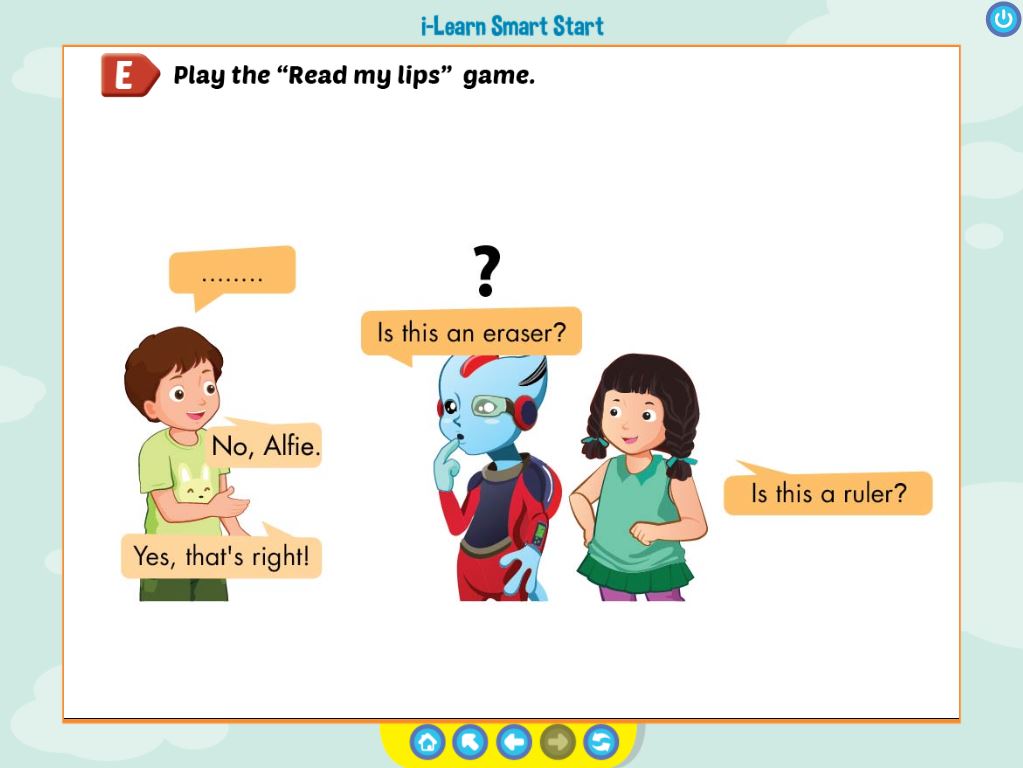 i-Learn Smart Start
E Play the “Read my lips” game.
........
?
Is this an eraser?
No, Alfie.
Is this a ruler?
Yes, that's right!